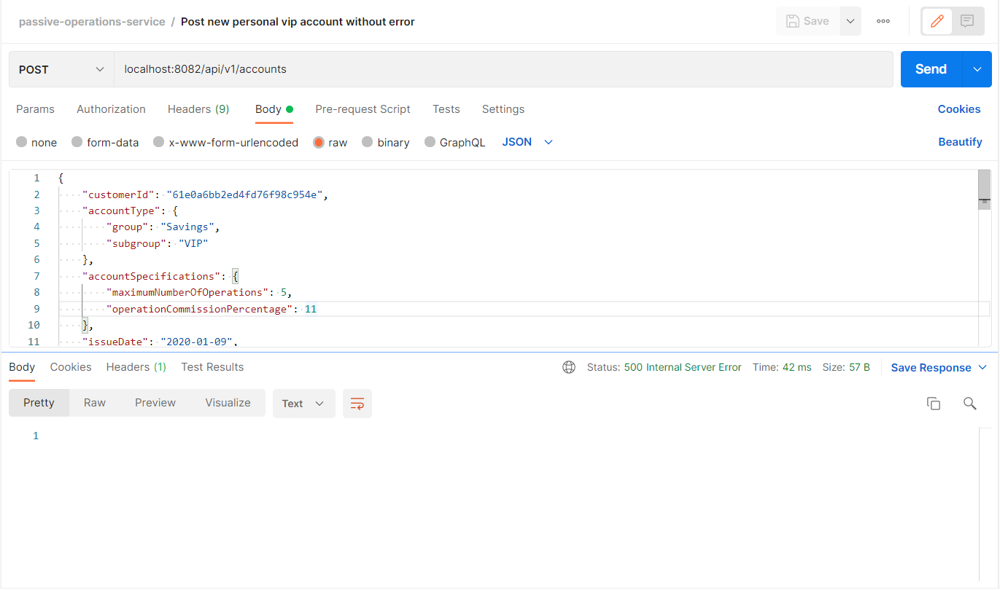 passive-operations-service / Post new personal vip account without error
Save
POST
localhost:8082/api/v1/accounts
Send
Params Authorization Headers (9) Body Pre-request Script Tests Settings Cookies
none form-data x-www-form-urlencoded raw binary GraphQL JSON Beautify
1 {
2 "customerId": "61e0a6bb2ed4fd76f98c954e",
3 "accountType": {
4 "group": "Savings",
5 "subgroup": "VIP"
6 },
7 "accountSpecifications": {
8 "maximumNumberOfOperations": 5,
9 "operationCommissionPercentage": 11
10 },
11 "issueDate": "2020-01-09",
Body Cookies Headers (1) Test Results Status: 500 Internal Server Error Time: 42 ms Size: 57 B Save Response
Pretty Raw Preview Visualize Text
1